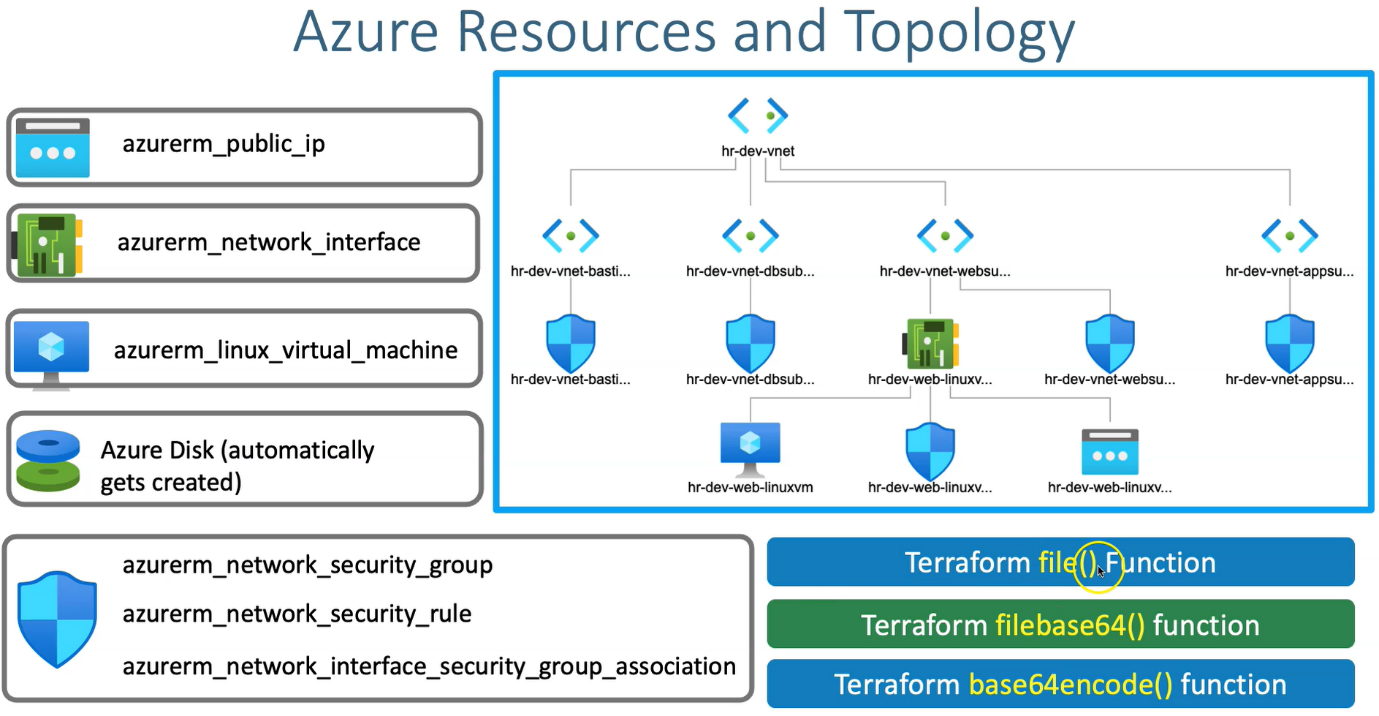 Azure Resources and Topology
azurerm_public_ip
azurerm_network_interface
azurerm_linux_virtual_machine
Azure Disk (automatically
gets created)
hr-dev-vnet
hr-dev-vnet-basti...
hr-dev-vnet-dbsub...
hr-dev-vnet-websu...
hr-dev-vnet-appsu...
hr-dev-vnet-basti...
hr-dev-vnet-dbsub...
hr-dev-web-linuxv...
hr-dev-vnet-websu...
hr-dev-vnet-appsu...
hr-dev-web-linuxvm
hr-dev-web-linuxv...
hr-dev-web-linuxv...
azurerm_network_security_group
azurerm_network_security_rule
azurerm_network_interface_security_group_association
Terraform file() Function
Terraform filebase64() function
Terraform base64encode() function